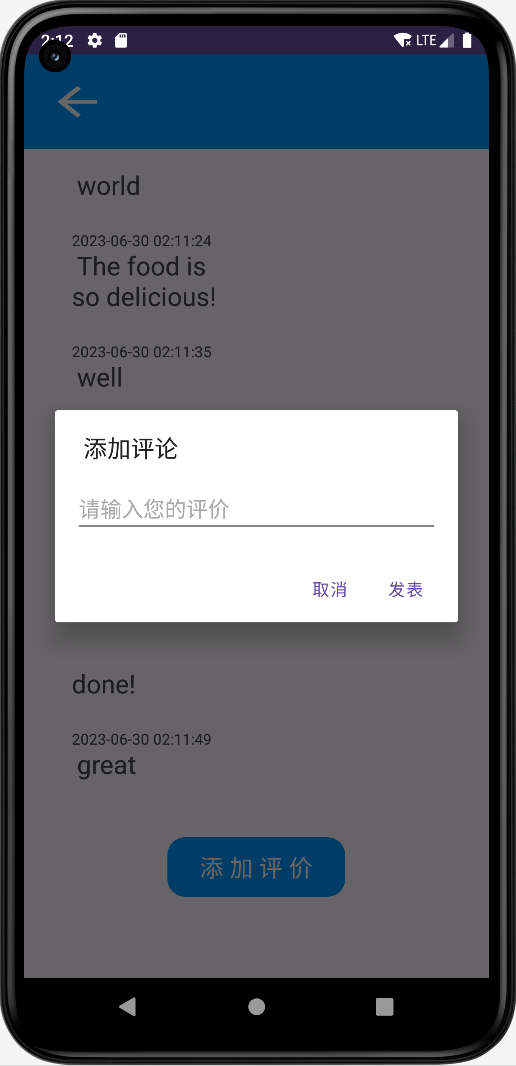 2:12 LTE
world
2023-06-30 02:11:24
The food is
so delicious!
2023-06-30 02:11:35
well
添加评论
请输入您的评价
取消 发表
done!
2023-06-30 02:11:49
great
添加评价